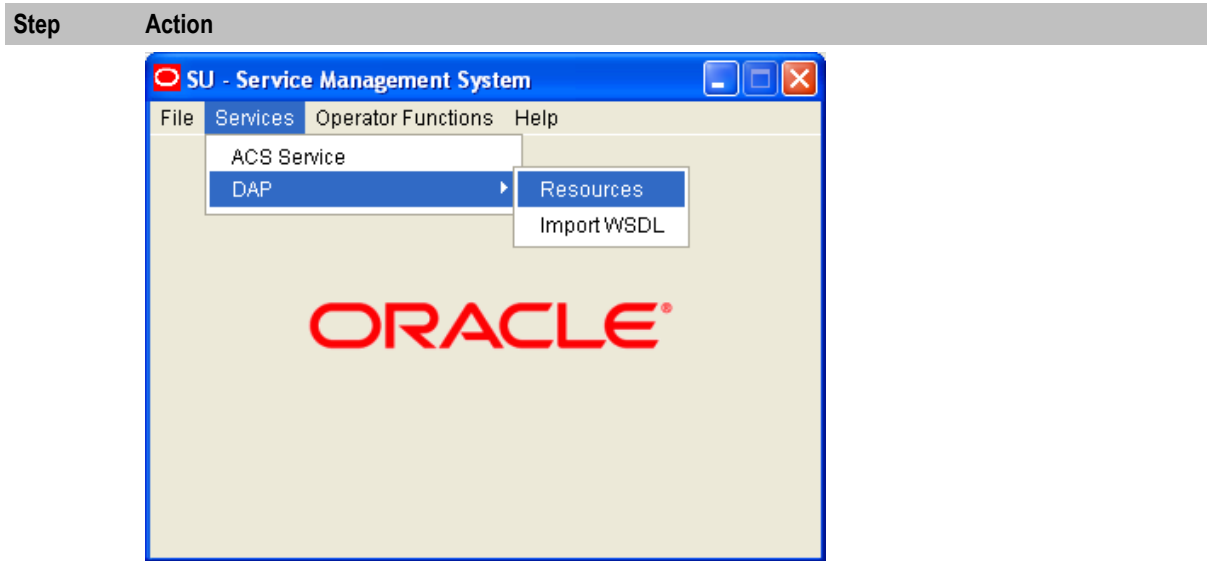 Step Action
SU - Service Management System
File Services Operator Functions Help
ACS Service
DAP Resources
Import WSDL
ORACLE®